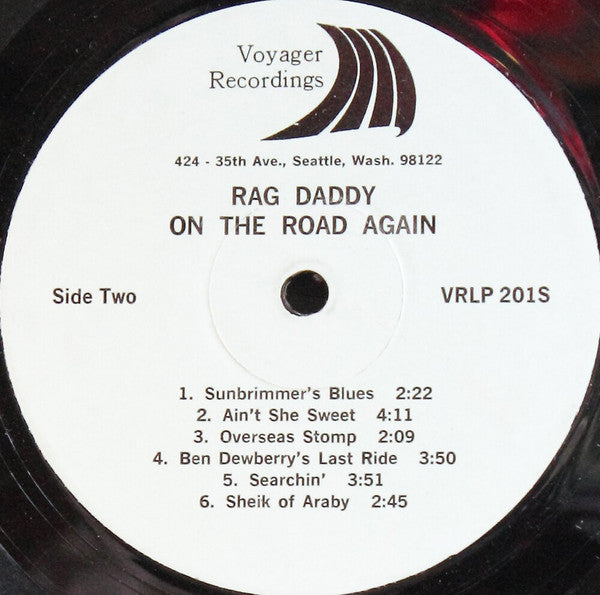 Voyager
Recordings
424 - 35th Ave., Seattle, Wash. 98122
RAG DADDY
ON THE ROAD AGAIN
Side Two
VRLP 201S
1. Sunbrimmer's Blues 2:22
2. Ain't She Sweet 4:11
3. Overseas Stomp 2:09
4. Ben Dewberry's Last Ride 3:50
5. Searchin' 3:51
6. Sheik of Araby 2:45